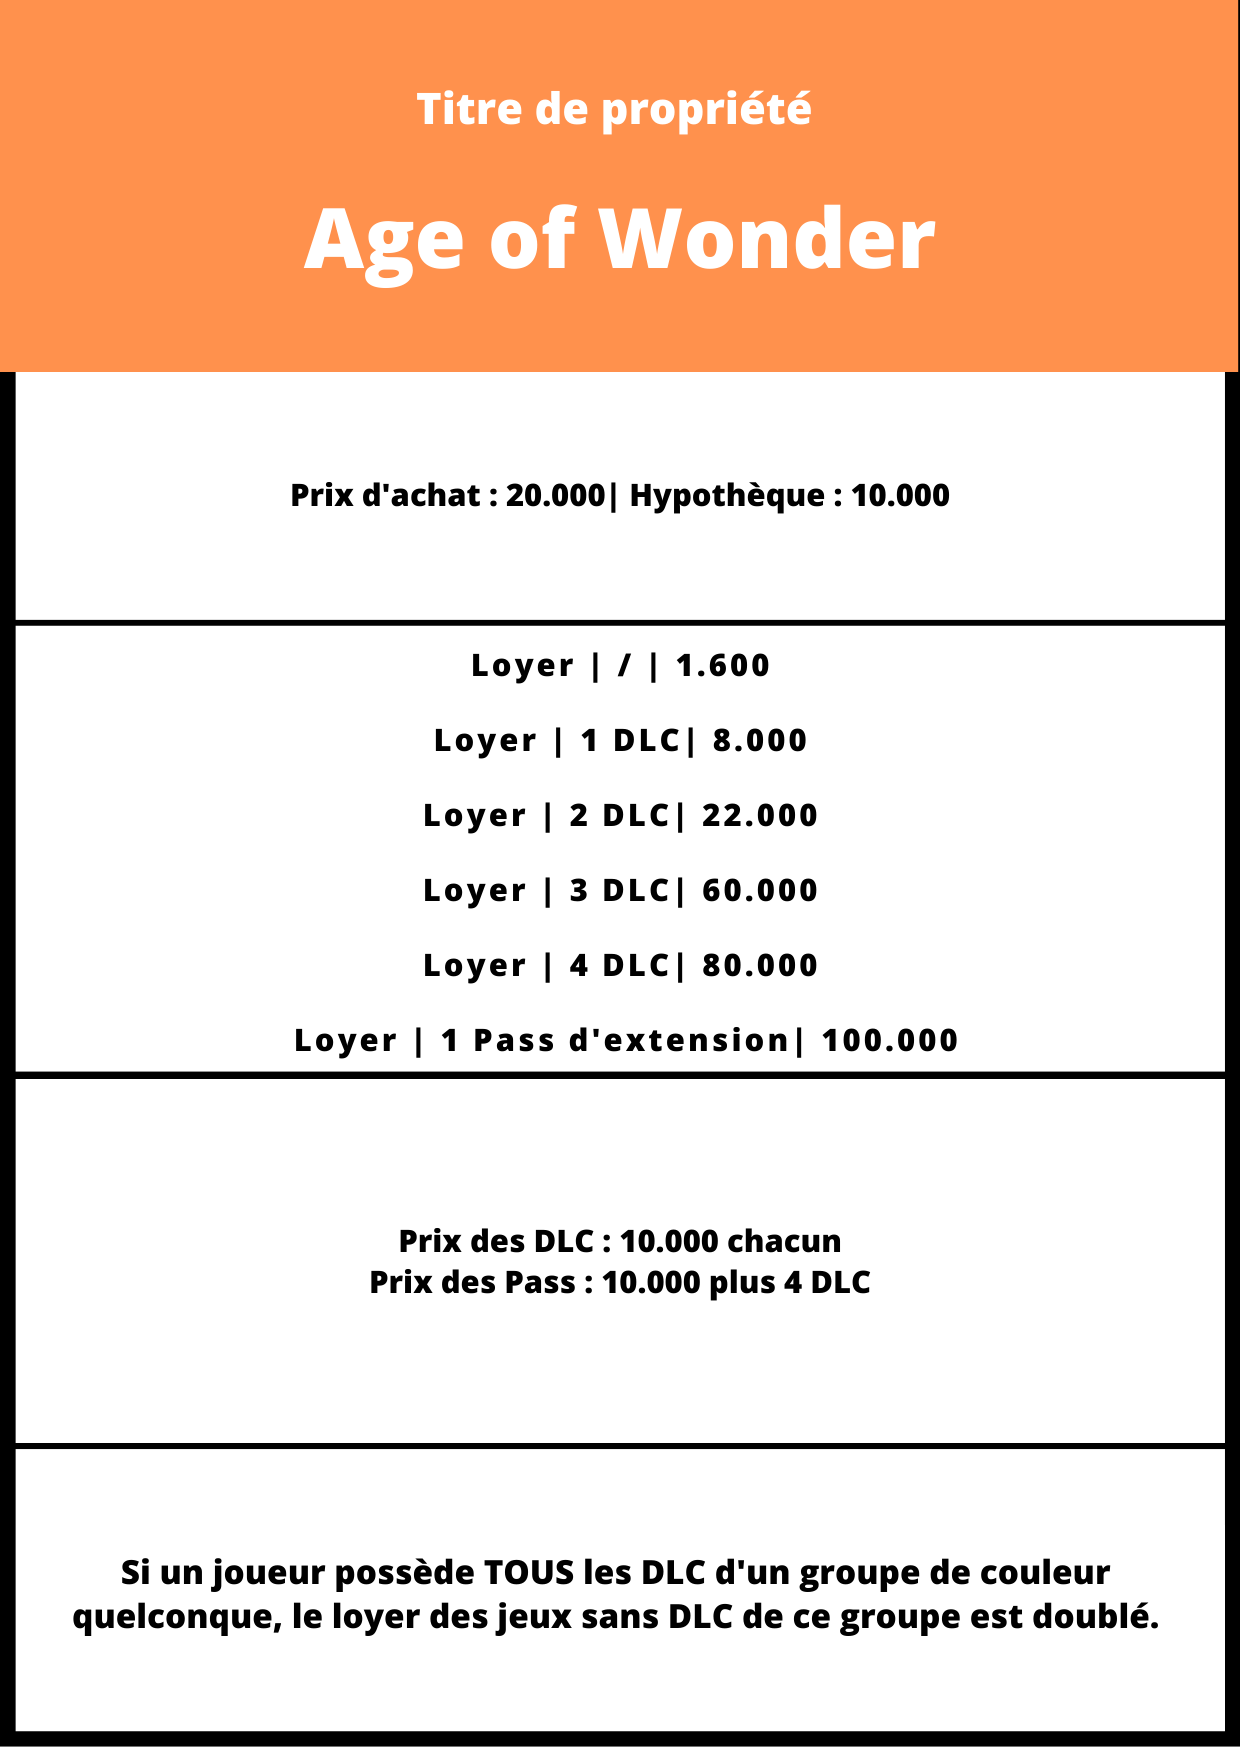 Titre de propriété
Age of Wonder
Prix d'achat : 20.000| Hypothèque : 10.000
Loyer | / | 1.600
Loyer | 1 DLC| 8.000
Loyer | 2 DLC| 22.000
Loyer | 3 DLC| 60.000
Loyer | 4 DLC| 80.000
Loyer | 1 Pass d'extension| 100.000
Prix des DLC : 10.000 chacun
Prix des Pass : 10.000 plus 4 DLC
Si un joueur possède TOUS les DLC d'un groupe de couleur
quelconque, le loyer des jeux sans DLC de ce groupe est doublé.